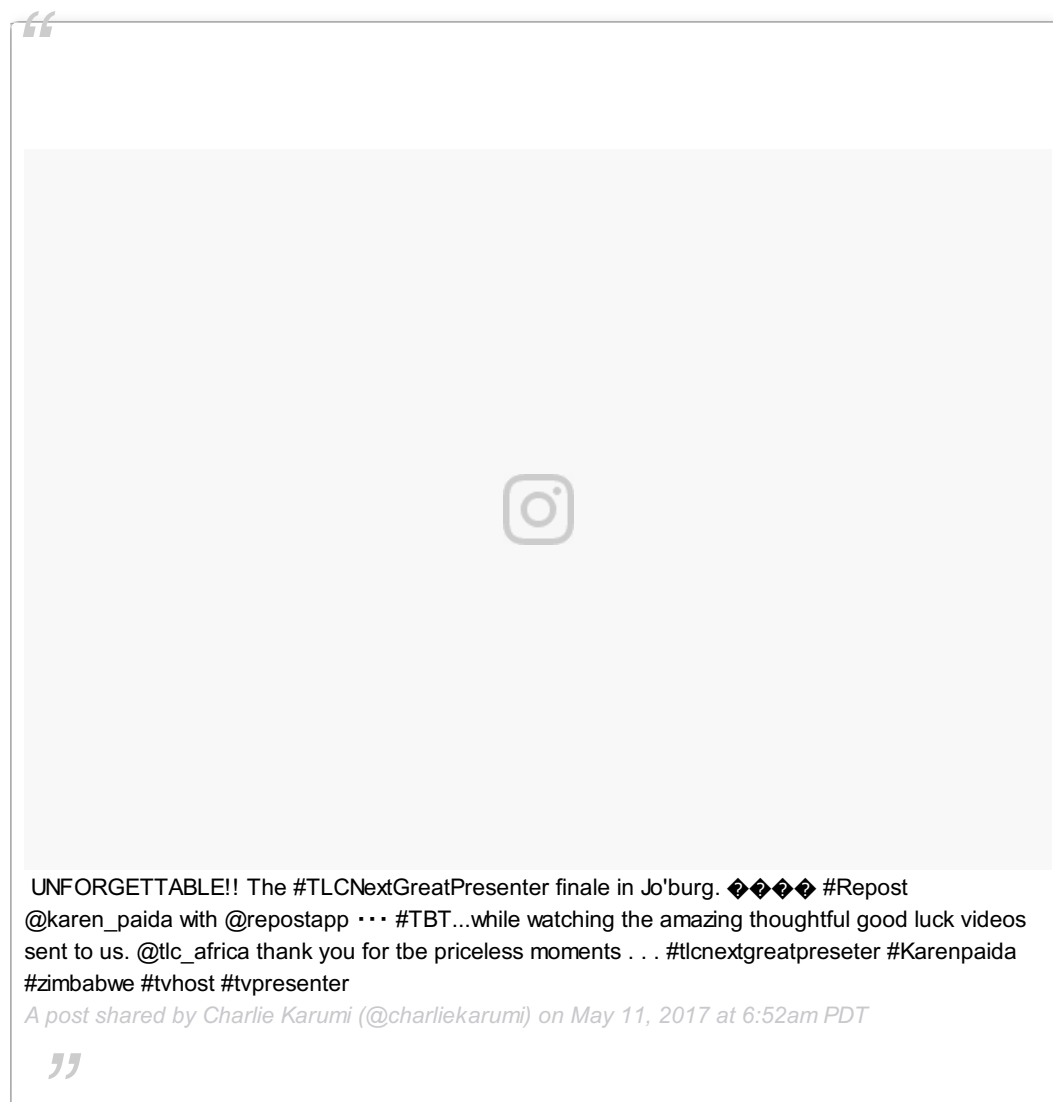 “
UNFORGETTABLE!! The #TLCNextGreatPresenter finale in Jo'burg. ���� #Repost
@karen_paida with @repostapp ・・・ #TBT...while watching the amazing thoughtful good luck videos
sent to us. @tlc_africa thank you for tbe priceless moments . . . #tlcnextgreatpreseter #Karenpaida
#zimbabwe #tvhost #tvpresenter
A post shared by Charlie Karumi (@charliekarumi) on May 11, 2017 at 6:52am PDT
”